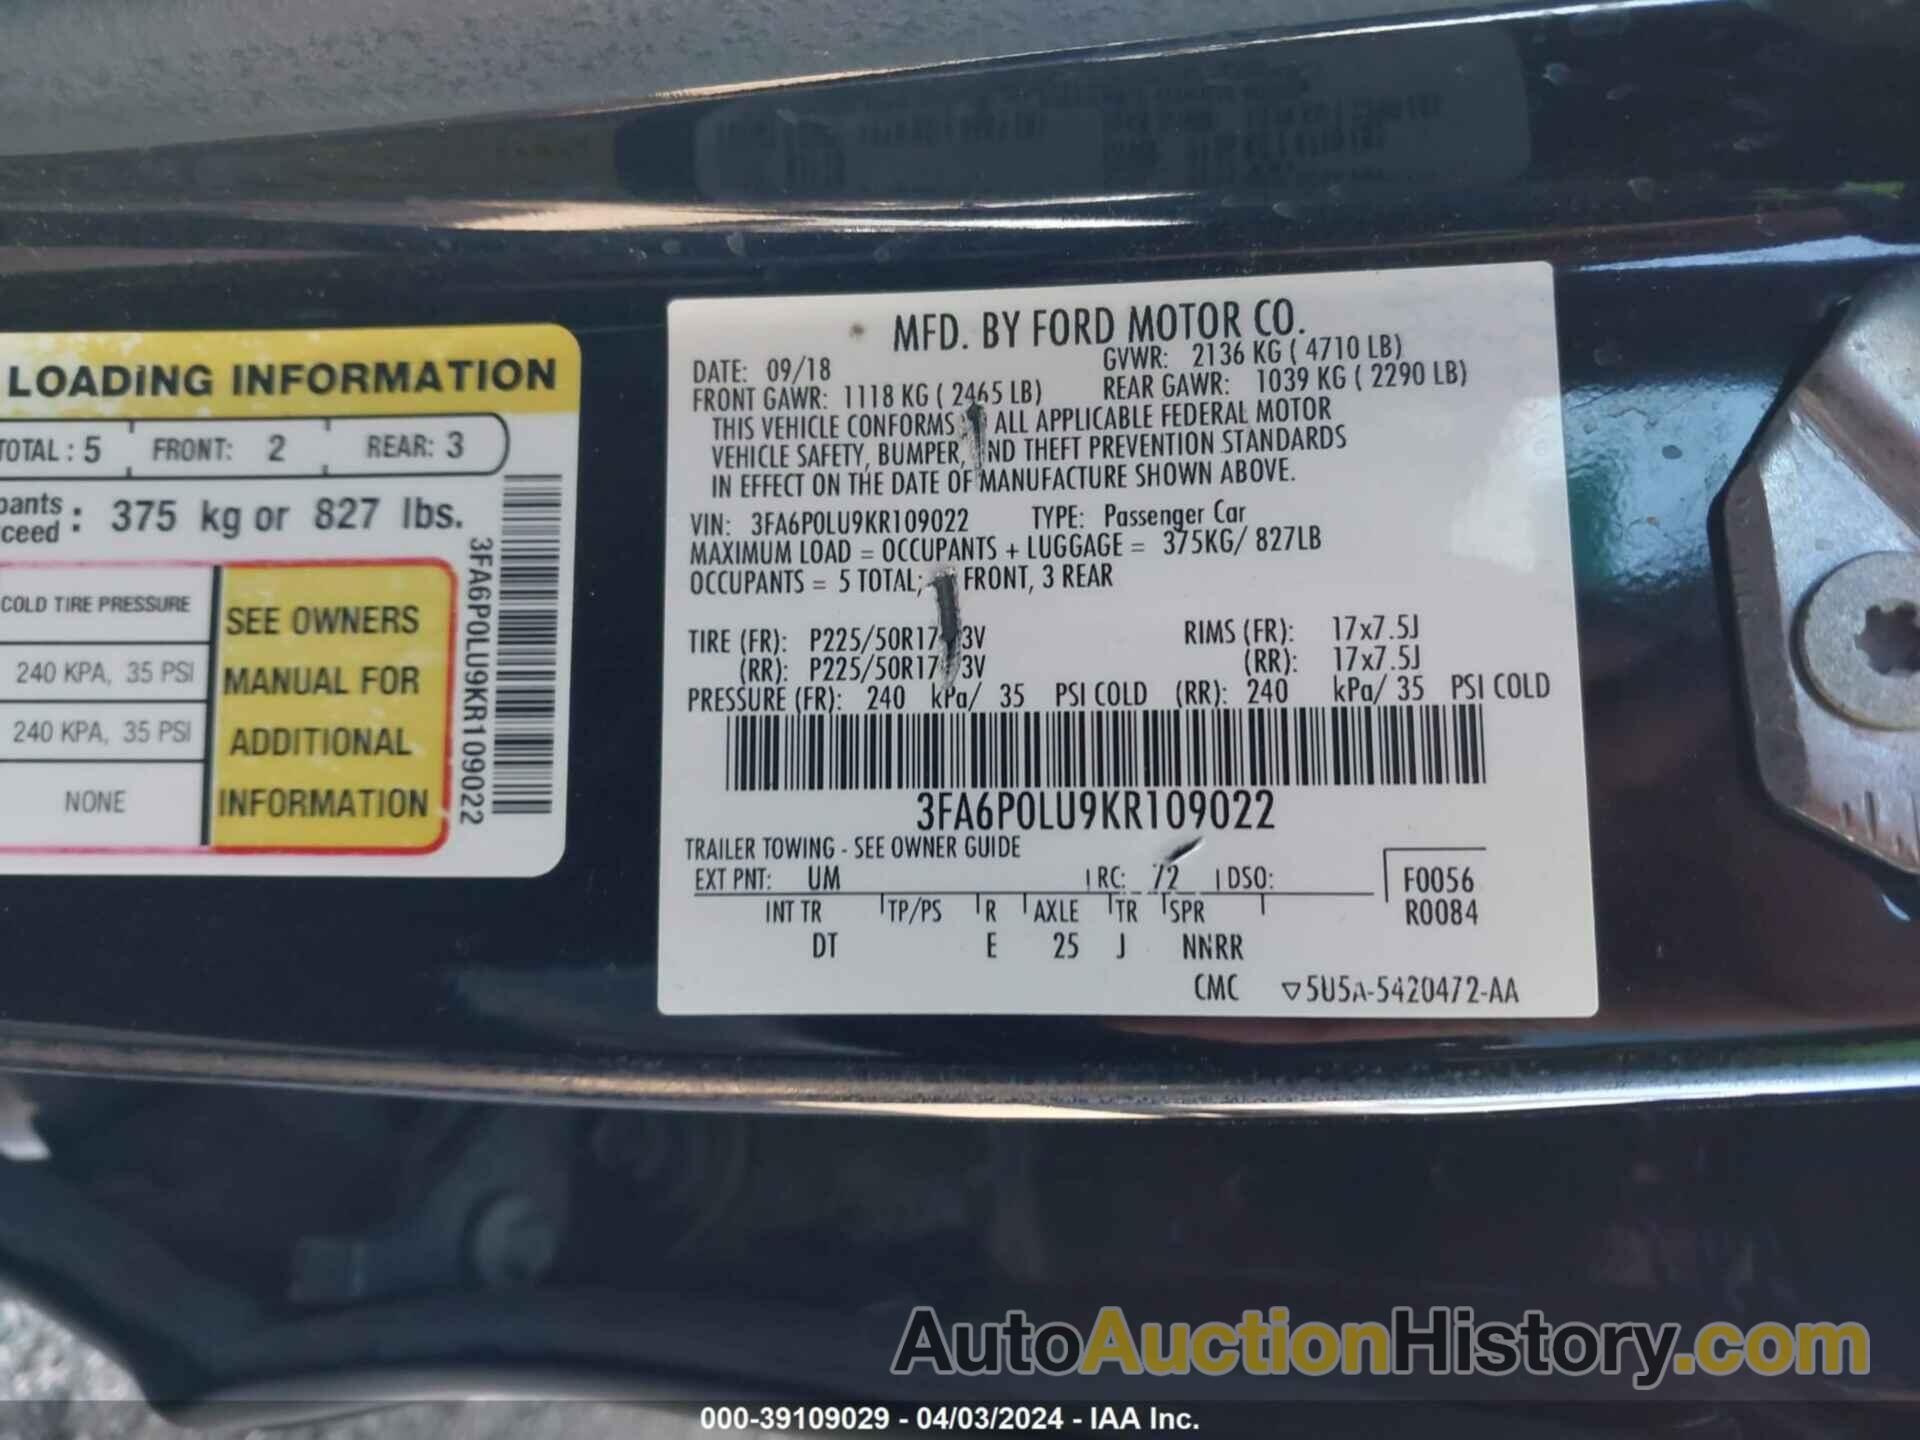 LOADING INFORMATION
TOTAL : 5 FRONT: 2 REAR: 3
: 375 kg or 827 lbs.
COLD TIRE PRESSURE
240 KPA, 35 PSI
240 KPA, 35 PSI
NONE
SEE OWNERS
MANUAL FOR
ADDITIONAL
INFORMATION
3FA6P0LU9KR109022
MFD. BY FORD MOTOR CO.
DATE: 09/18 GVWR: 2136 KG ( 4710 LB)
FRONT GAWR: 1118 KG ( 2465 LB) REAR GAWR: 1039 KG ( 2290 LB)
THIS VEHICLE CONFORMS ALL APPLICABLE FEDERAL MOTOR
VEHICLE SAFETY, BUMPER, AND THEFT PREVENTION STANDARDS
IN EFFECT ON THE DATE OF MANUFACTURE SHOWN ABOVE.
VIN: 3FA6P0LU9KR109022 TYPE: Passenger Car
MAXIMUM LOAD = OCCUPANTS + LUGGAGE = 375KG/ 827LB
OCCUPANTS = 5 TOTAL; FRONT, 3 REAR
TIRE (FR): P225/50R17 3V RIMS (FR): 17x7.5J
(RR): P225/50R17 3V (RR): 17x7.5J
PRESSURE (FR): 240 kPa/ 35 PSI COLD (RR): 240 kPa/ 35 PSI COLD
3FA6P0LU9KR109022
TRAILER TOWING - SEE OWNER GUIDE
EXT PNT: UM RC: 72 DSO: F0056
INT TR TP/PS R AXLE TR SPR R0084
DT E 25 J NNRR
CMC ▽5U5A-5420472-AA
AutoAuctionHistory.com
000-39109029 - 04/03/2024 - IAA Inc.